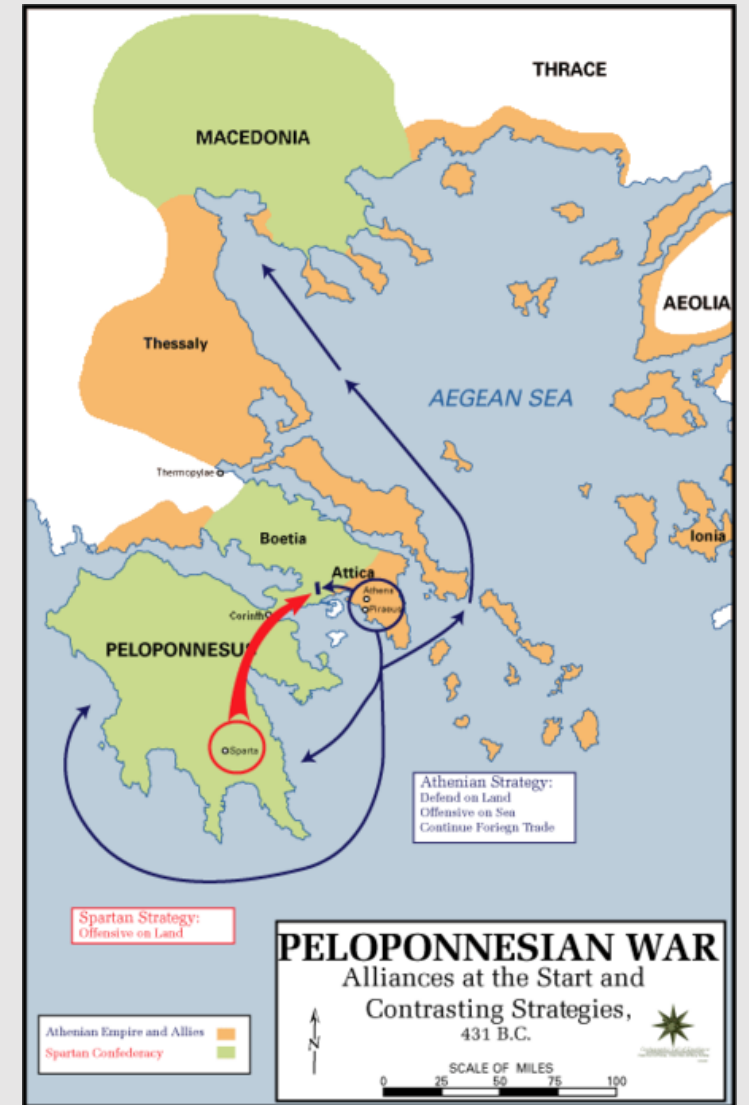 THRACE
MACEDONIA
AEOLIA
Thessaly
AEGEAN SEA
Thermopylae
Boetia
Ionia
Attica
Athens
Piraeus
Corinth
PELOPONNESUS
Sparta
Athenian Strategy:
Defend on Land
Offensive on Sea
Continue Foriegn Trade
Spartan Strategy:
Offensive on Land
PELOPONNESIAN WAR
Alliances at the Start and
Contrasting Strategies,
431 B.C.
N
SCALE OF MILES
0 25 50 75 100
Athenian Empire and Allies
Spartan Confederacy